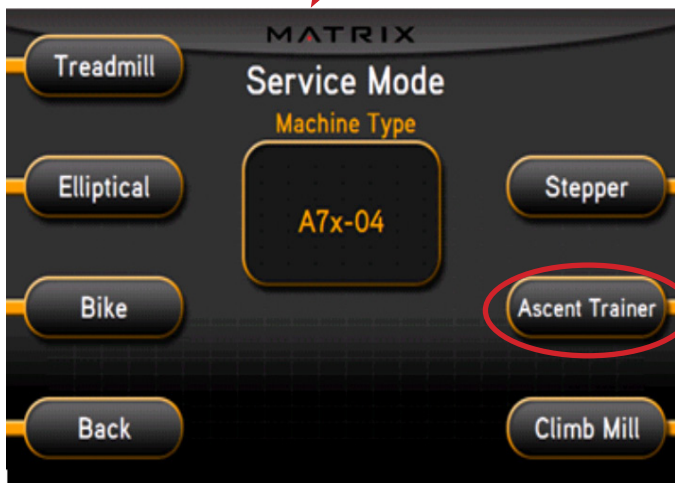 MATRIX
Service Mode
Machine Type
A7x-04
Treadmill
Elliptical
Bike
Back
Stepper
Ascent Trainer
Climb Mill